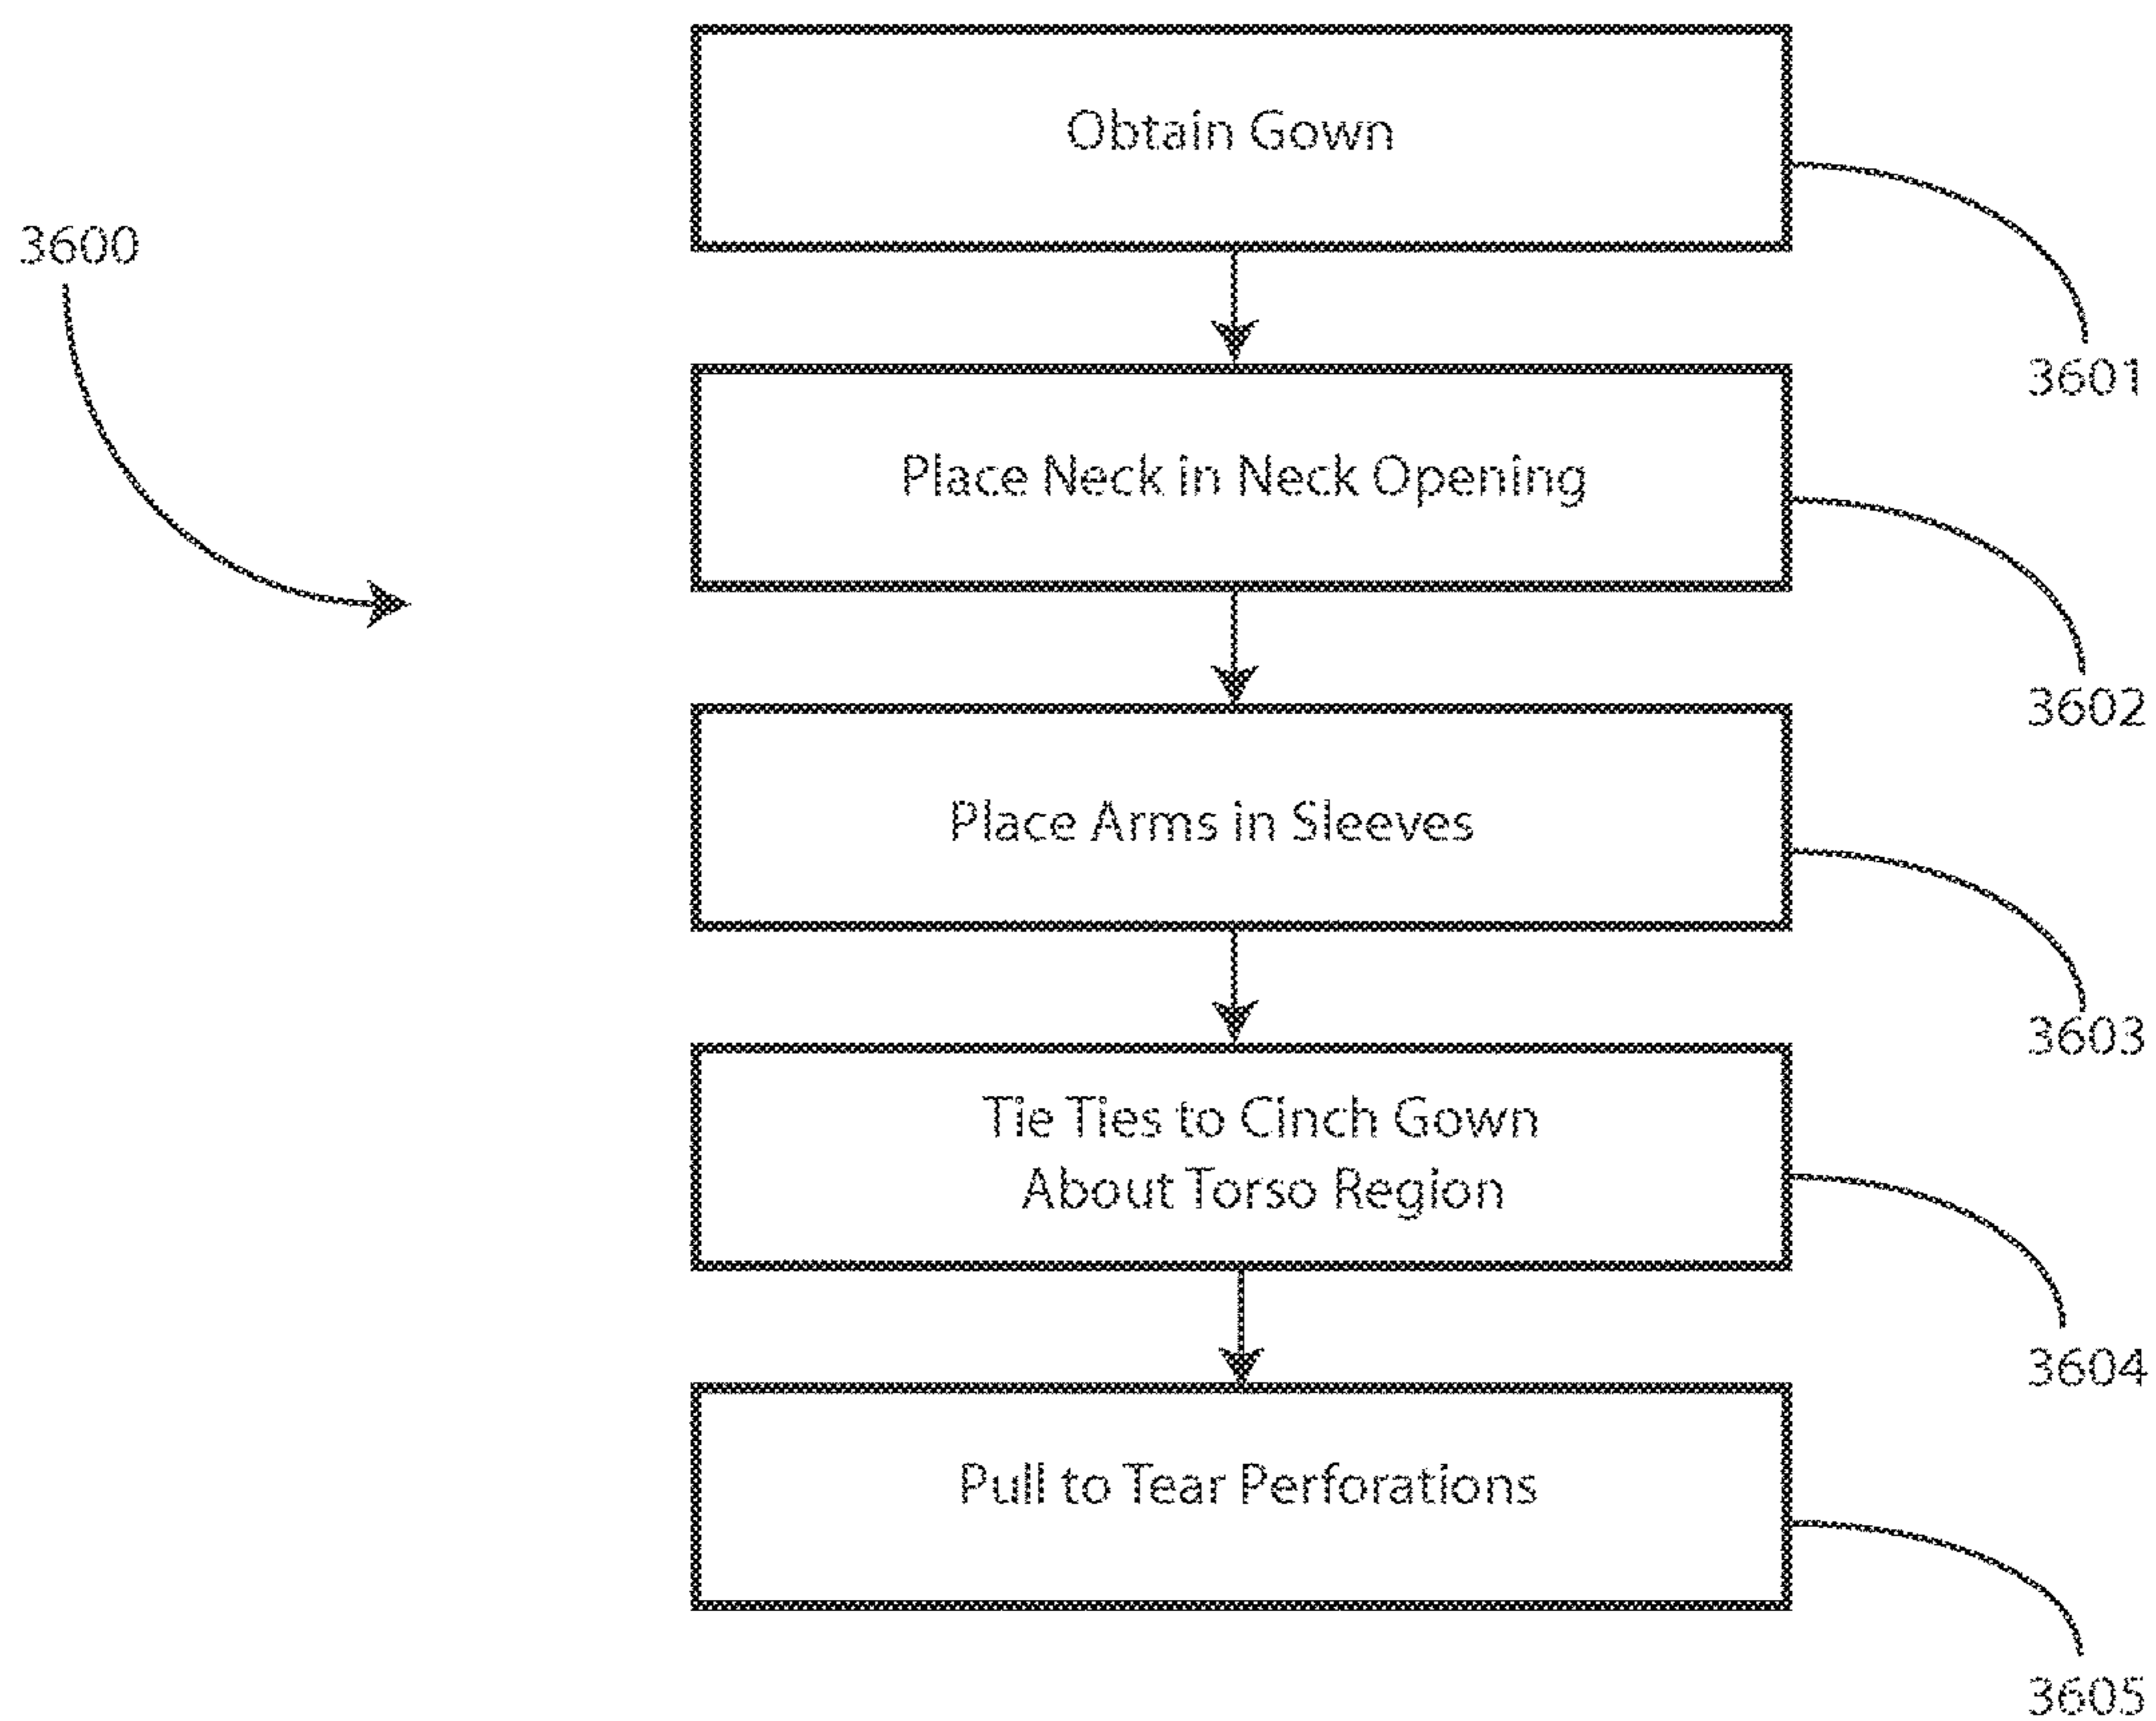 Obtain Gown
3600
3601
Place Neck in Neck Opening
3602
Place Arms in Sleeves
3603
Tie Ties to Cinch Gown
About Torso Region
3604
Pull to Tear Perforations
3605